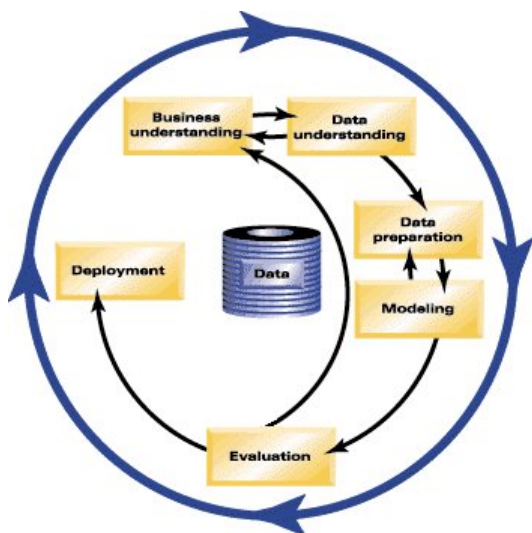 Business
understanding
Data
understanding
Data
preparation
Modeling
Evaluation
Deployment
Data